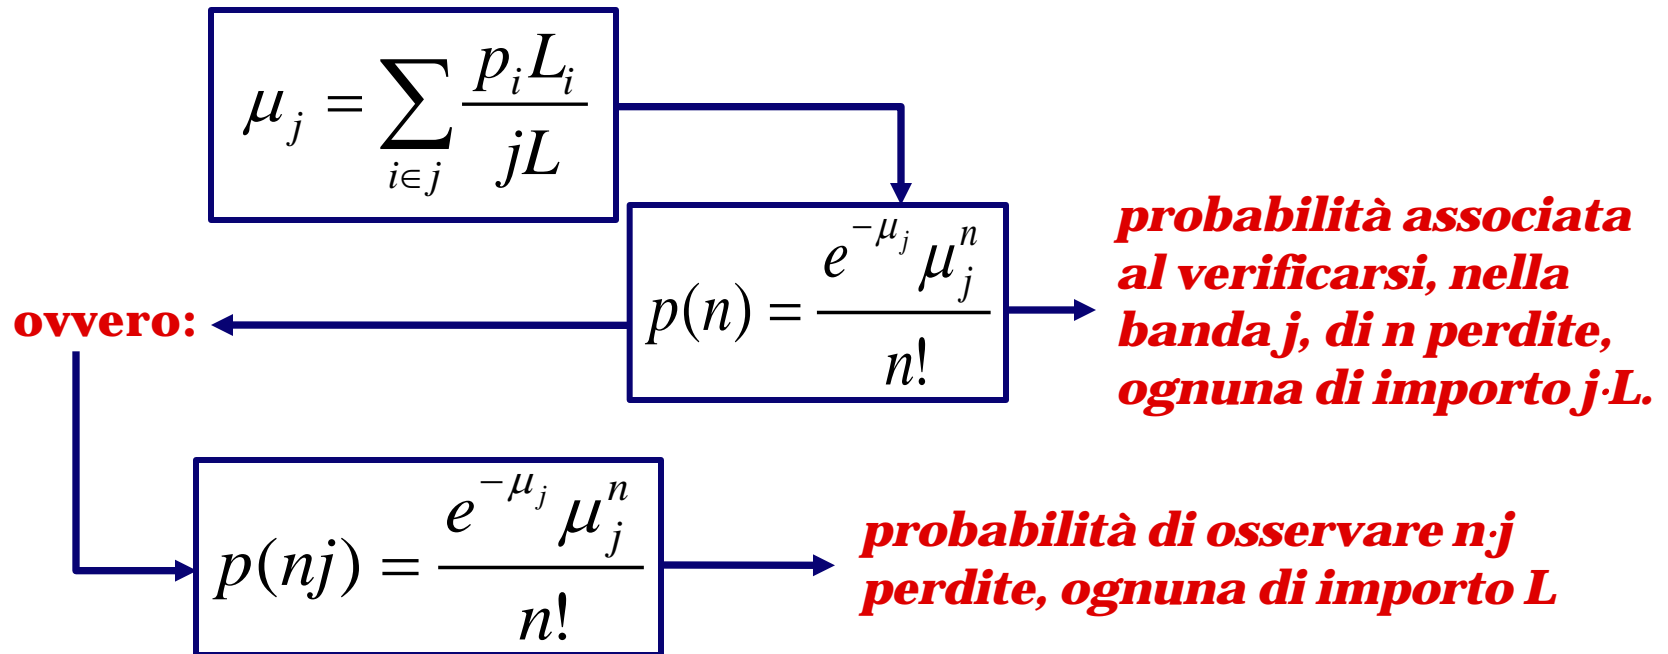 μ_j = ∑_{i∈j} p_i L_i / jL
p(n) = e^{−μ_j} μ_j^n / n!
probabilità associata
al verificarsi, nella
banda j, di n perdite,
ognuna di importo j·L.
ovvero:
p(nj) = e^{−μ_j} μ_j^n / n!
probabilità di osservare n·j
perdite, ognuna di importo L